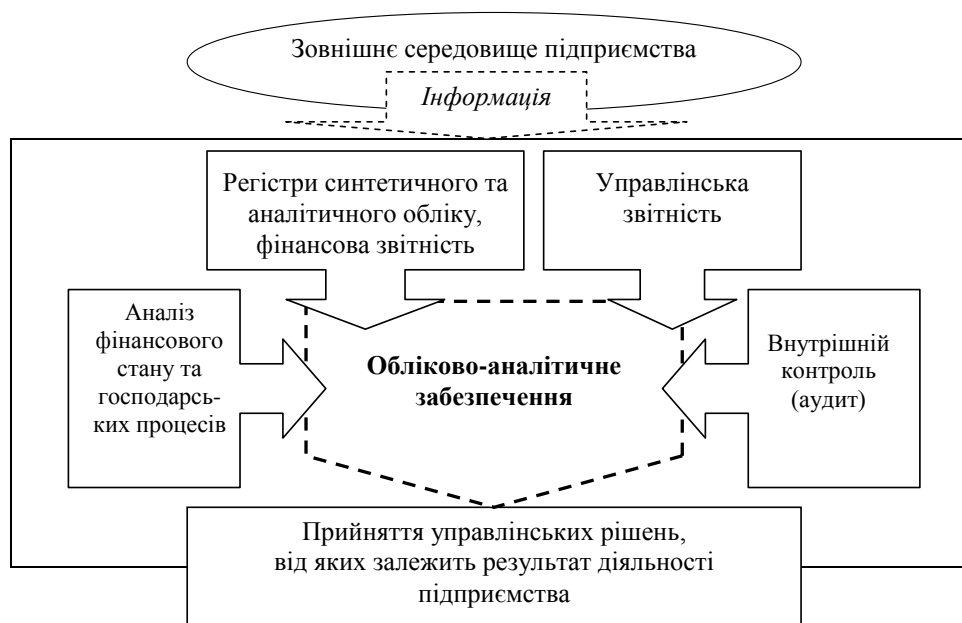 Зовнішнє середовище підприємства
Інформація
Регістри синтетичного та
аналітичного обліку,
фінансова звітність
Управлінська
звітність
Аналіз
фінансового
стану та
господарсь-
ких процесів
Обліково-аналітичне
забезпечення
Внутрішній
контроль
(аудит)
Прийняття управлінських рішень,
від яких залежить результат діяльності
підприємства